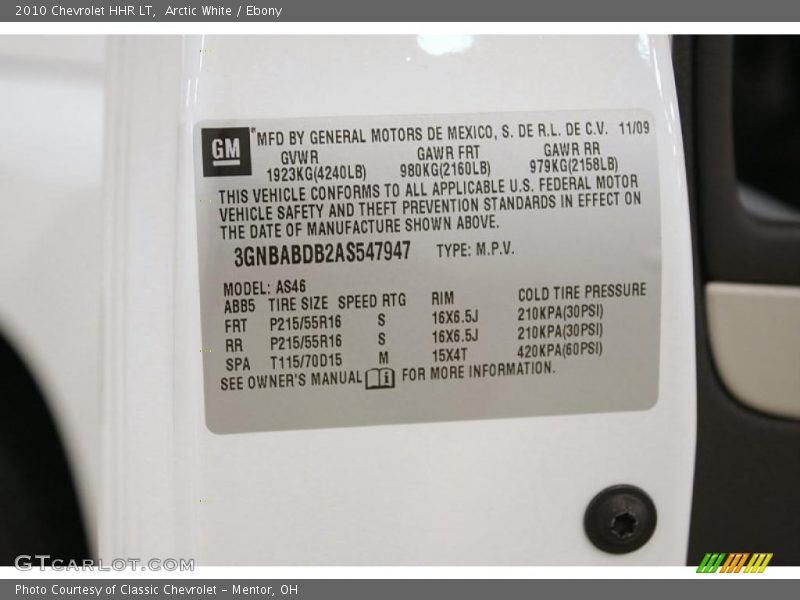 2010 Chevrolet HHR LT, Arctic White / Ebony
GM ® MFD BY GENERAL MOTORS DE MEXICO, S. DE R.L. DE C.V. 11/09
GVWR GAWR FRT GAWR RR
1923KG(4240LB) 980KG(2160LB) 979KG(2158LB)
THIS VEHICLE CONFORMS TO ALL APPLICABLE U.S. FEDERAL MOTOR
VEHICLE SAFETY AND THEFT PREVENTION STANDARDS IN EFFECT ON
THE DATE OF MANUFACTURE SHOWN ABOVE.
3GNBABDB2AS547947 TYPE: M.P.V.
MODEL: AS46
ABB5 TIRE SIZE SPEED RTG RIM COLD TIRE PRESSURE
FRT P215/55R16 S 16X6.5J 210KPA(30PSI)
RR P215/55R16 S 16X6.5J 210KPA(30PSI)
SPA T115/70D15 M 15X4T 420KPA(60PSI)
SEE OWNER'S MANUAL i FOR MORE INFORMATION.
GTCARLOT.COM
Photo Courtesy of Classic Chevrolet - Mentor, OH